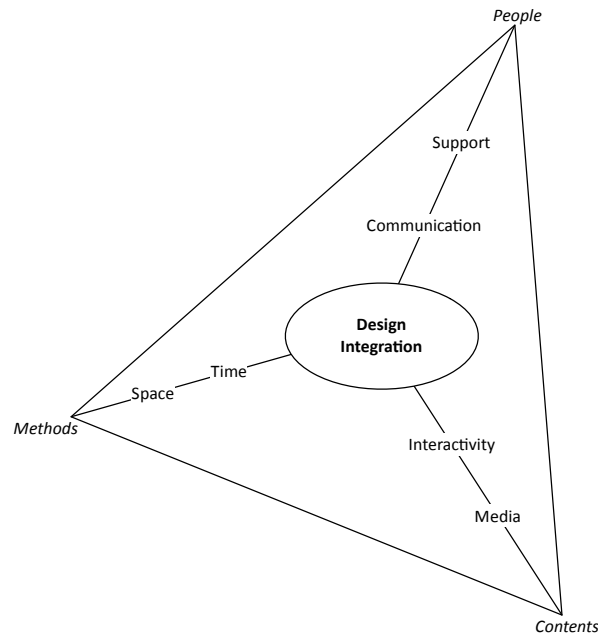 People
Support
Communication
Design
Integration
Time
Space
Methods
Interactivity
Media
Contents